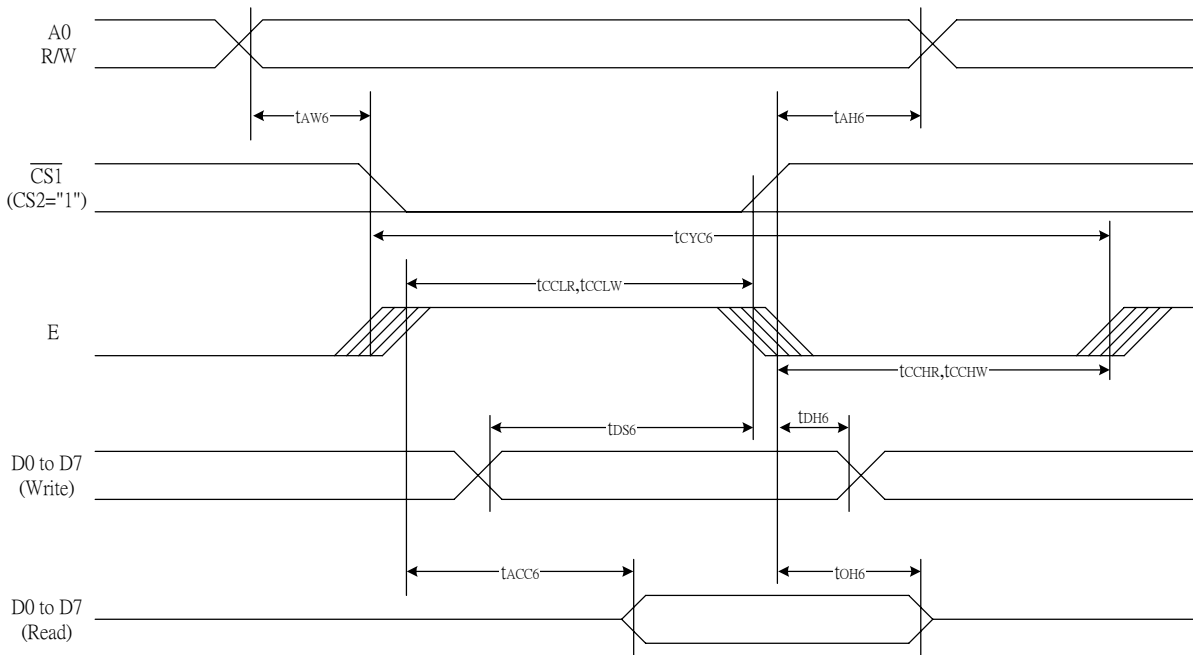 A0
R/W
tAW6
tAH6
CS1
(CS2="1")
tCYC6
tCCLR,tCCLW
E
tCCHR,tCCHW
tDS6
tDH6
D0 to D7
(Write)
tACC6
tOH6
D0 to D7
(Read)